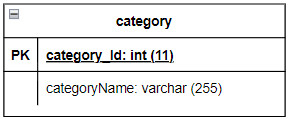 category
PK category_Id: int (11)
categoryName: varchar (255)